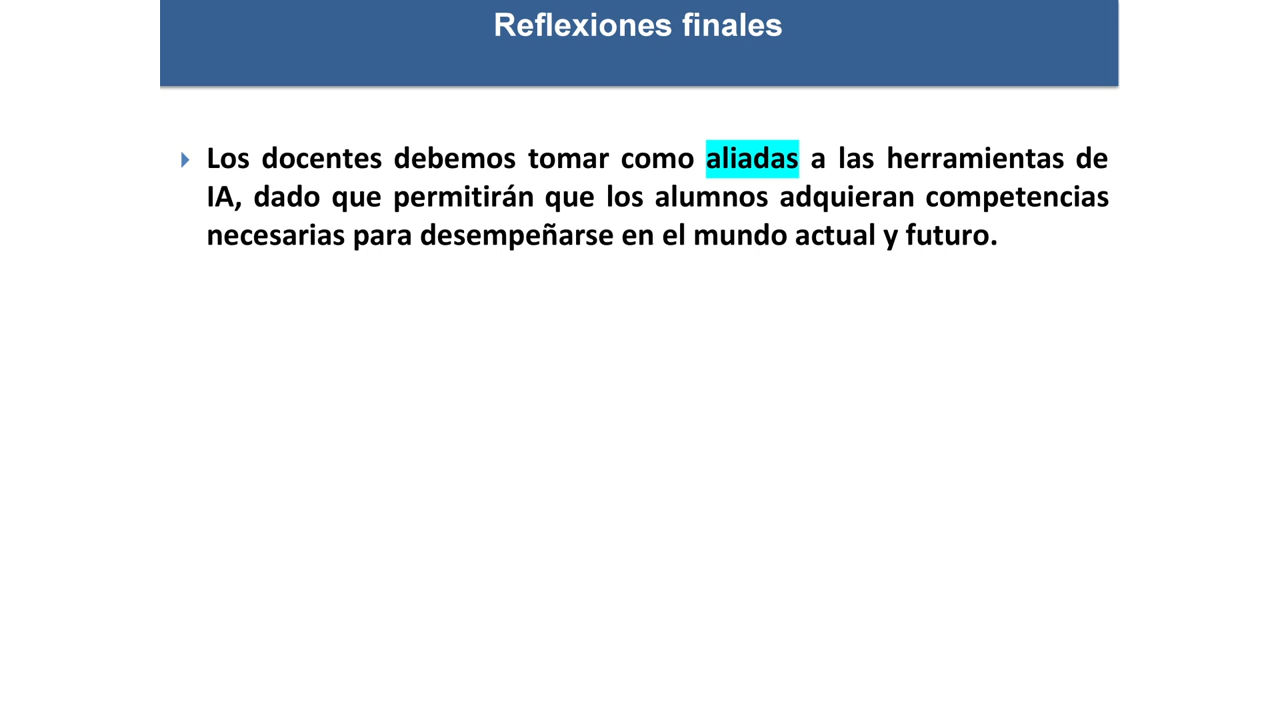 Reflexiones finales
Los docentes debemos tomar como aliadas a las herramientas de
IA, dado que permitirán que los alumnos adquieran competencias
necesarias para desempeñarse en el mundo actual y futuro.